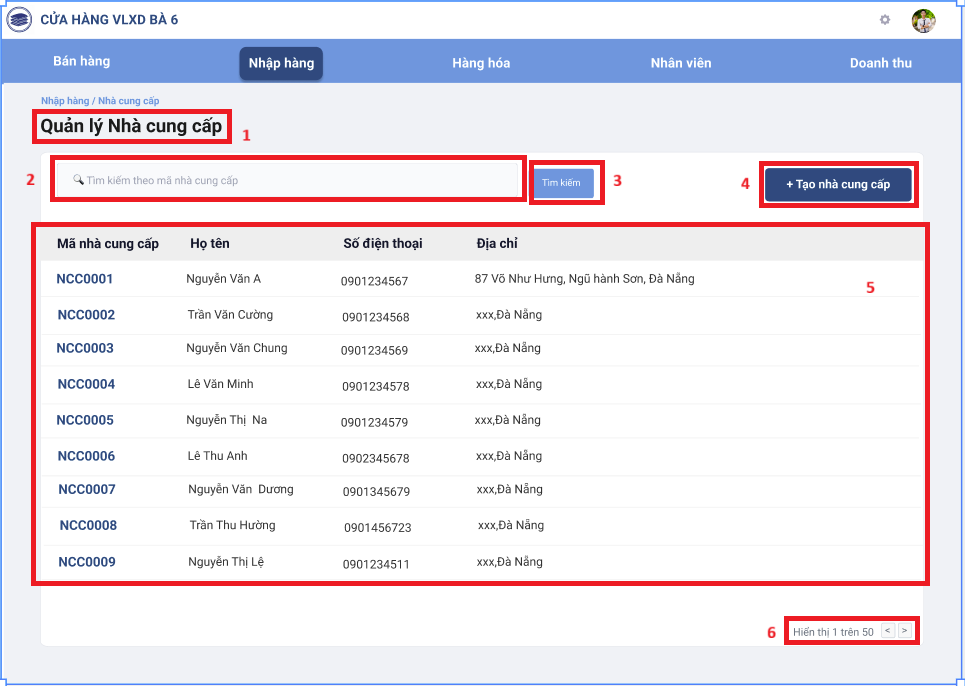 CỬA HÀNG VLXD BÀ 6
Bán hàng Nhập hàng Hàng hóa Nhân viên Doanh thu
Nhập hàng / Nhà cung cấp
Quản lý Nhà cung cấp 1
2 Tìm kiếm theo mã nhà cung cấp Tìm kiếm 3 4 + Tạo nhà cung cấp
Mã nhà cung cấp Họ tên Số điện thoại Địa chỉ
NCC0001 Nguyễn Văn A 0901234567 87 Võ Như Hưng, Ngũ hành Sơn, Đà Nẵng 5
NCC0002 Trần Văn Cường 0901234568 xxx,Đà Nẵng
NCC0003 Nguyễn Văn Chung 0901234569 xxx,Đà Nẵng
NCC0004 Lê Văn Minh 0901234578 xxx,Đà Nẵng
NCC0005 Nguyễn Thị Na 0901234579 xxx,Đà Nẵng
NCC0006 Lê Thu Anh 0902345678 xxx,Đà Nẵng
NCC0007 Nguyễn Văn Dương 0901345679 xxx,Đà Nẵng
NCC0008 Trần Thu Hường 0901456723 xxx,Đà Nẵng
NCC0009 Nguyễn Thị Lệ 0901234511 xxx,Đà Nẵng
6 Hiển thị 1 trên 50 < >